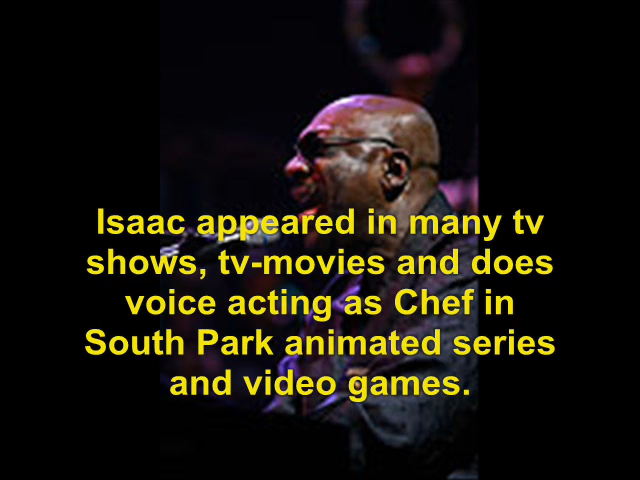 Isaac appeared in many tv
shows, tv-movies and does
voice acting as Chef in
South Park animated series
and video games.